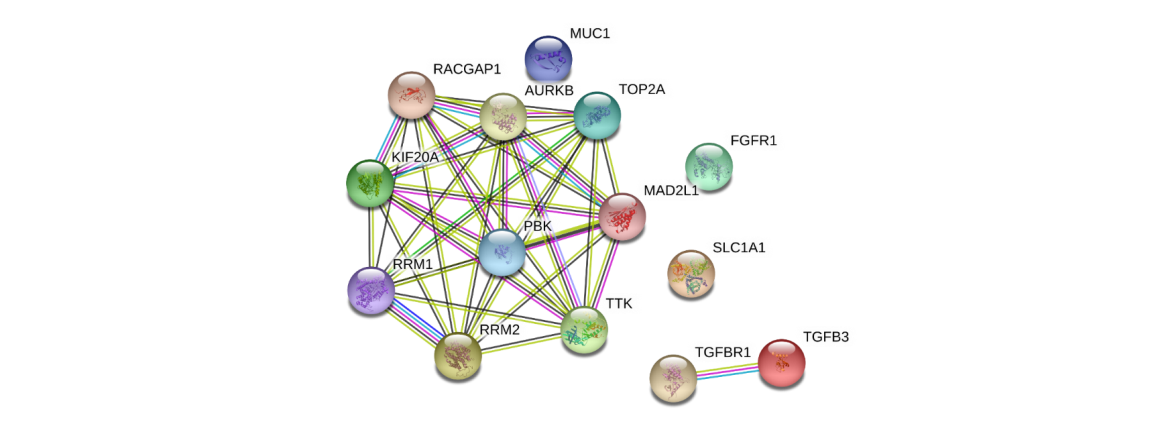 MUC1
RACGAP1
AURKB
TOP2A
FGFR1
KIF20A
MAD2L1
PBK
SLC1A1
RRM1
TTK
RRM2
TGFB3
TGFBR1